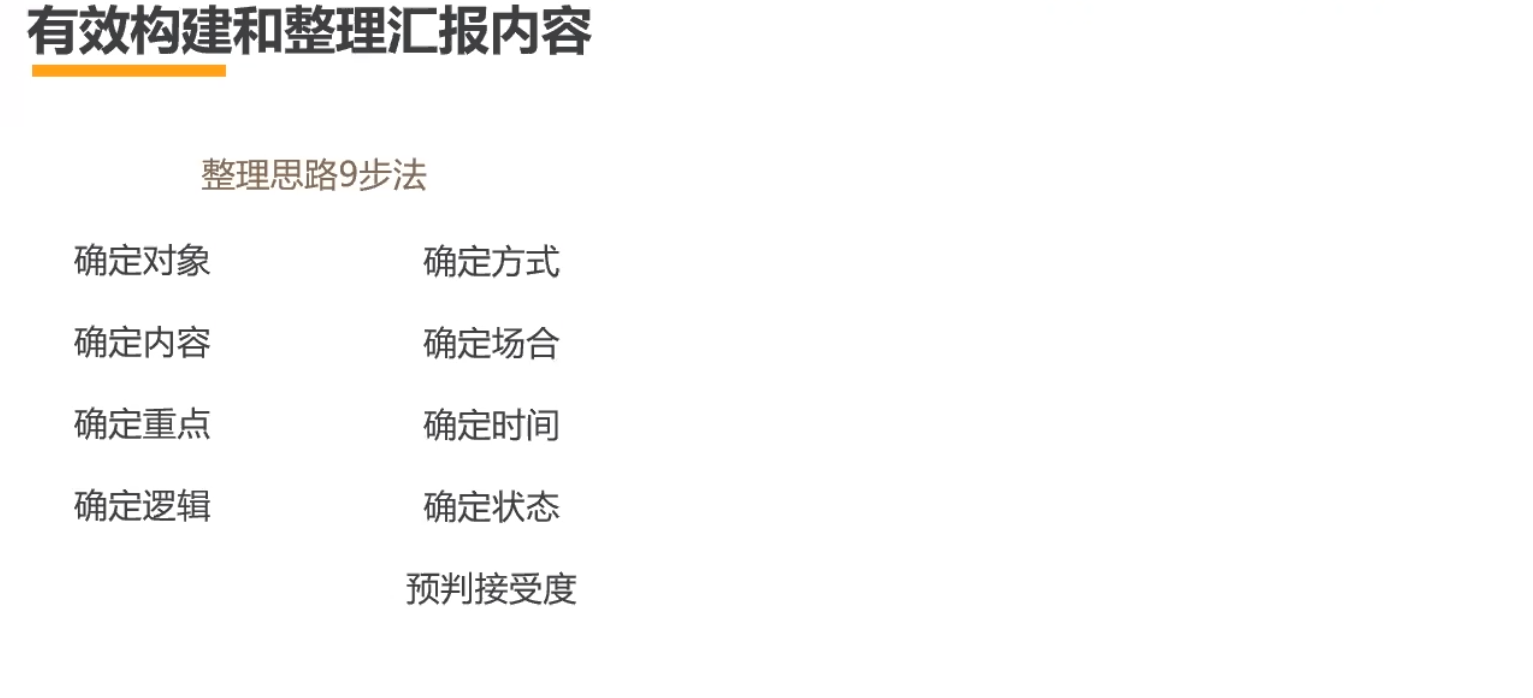 有效构建和整理汇报内容
整理思路9步法
确定对象
确定内容
确定重点
确定逻辑
确定方式
确定场合
确定时间
确定状态
预判接受度